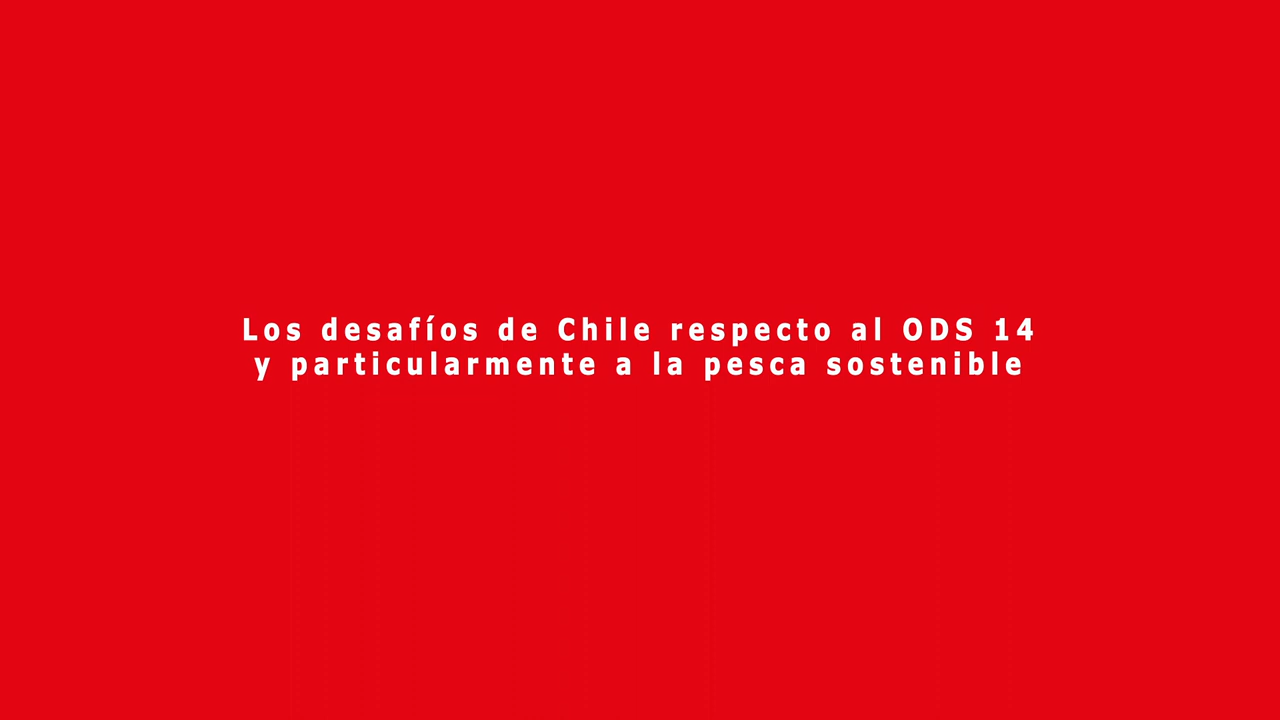 Los desafíos de Chile respecto al ODS 14
y particularmente a la pesca sostenible